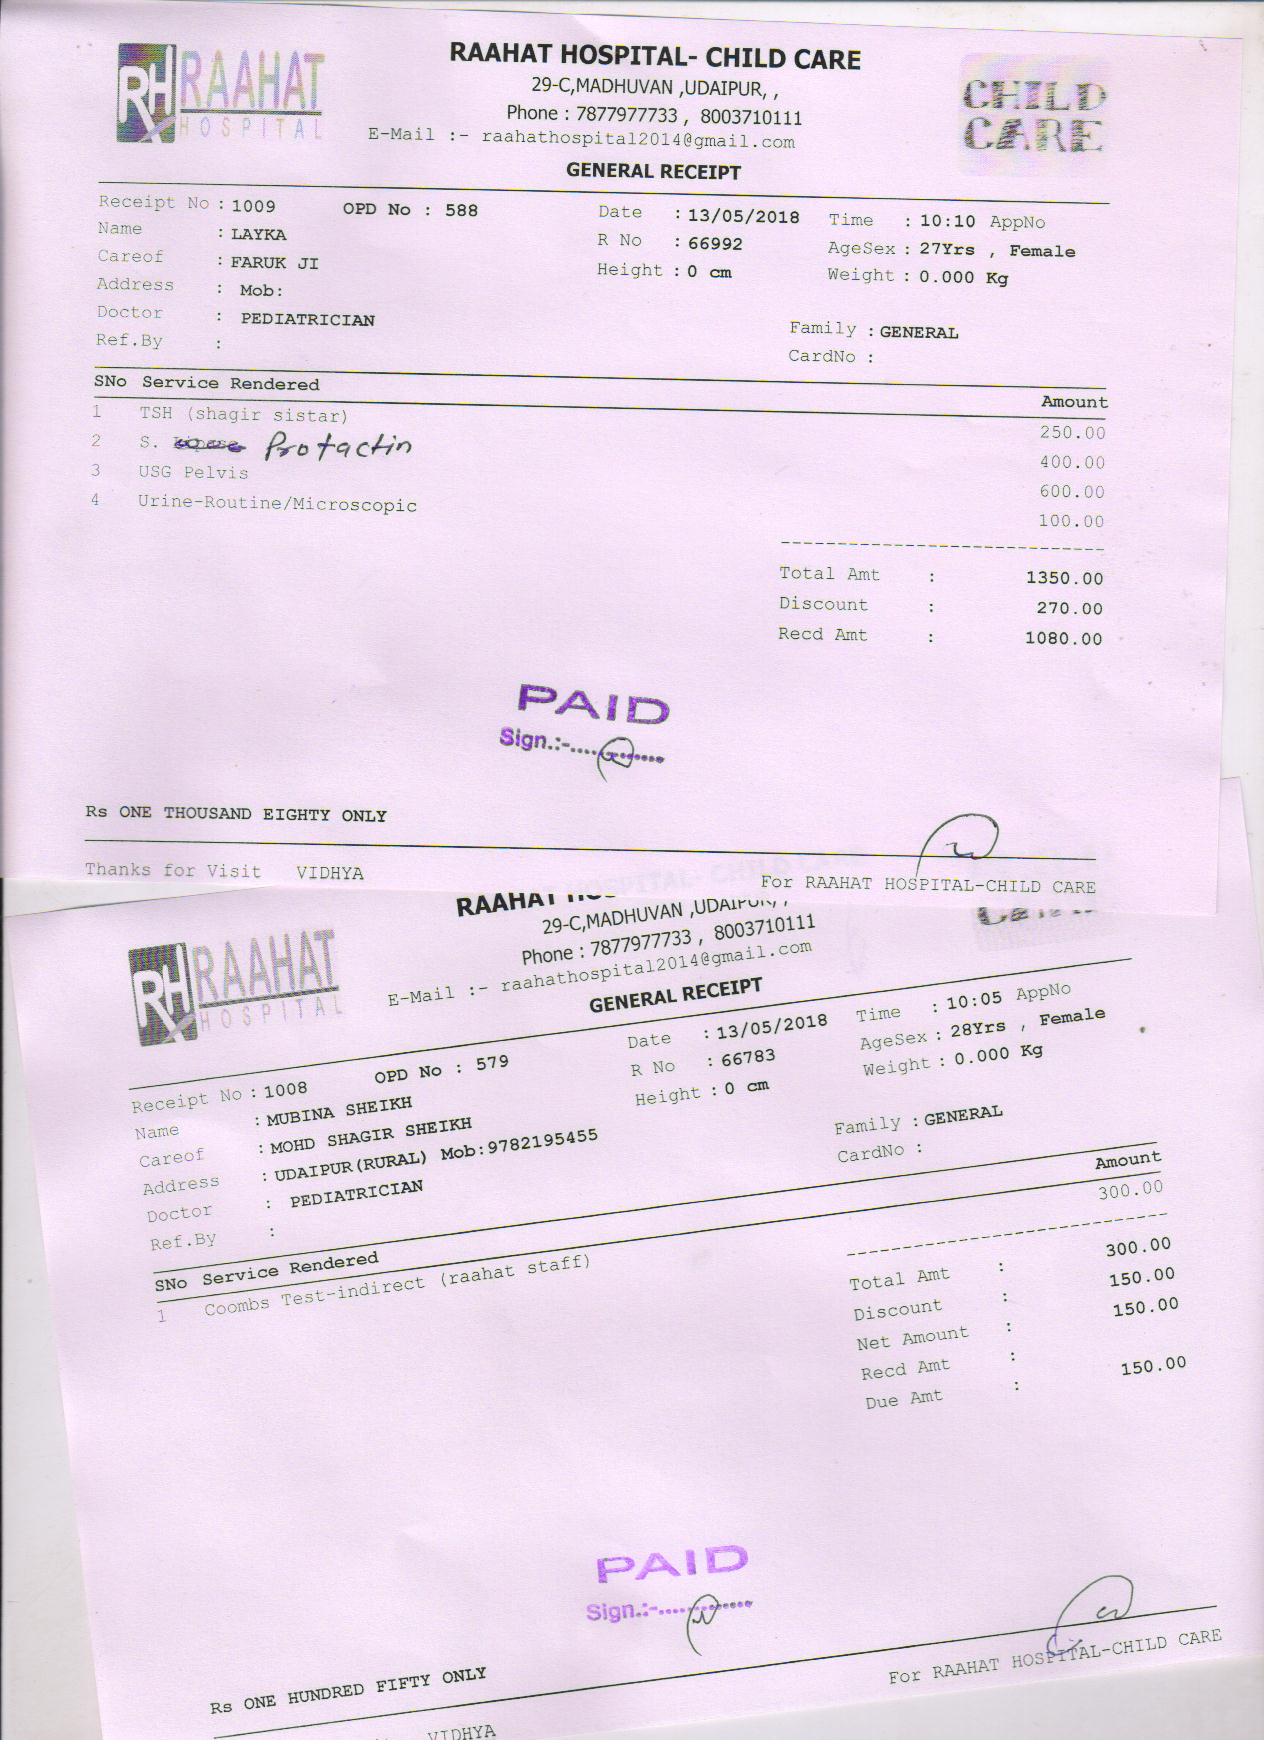 RH RAAHAT HOSPITAL
RAAHAT HOSPITAL- CHILD CARE
CHILD CARE
29-C,MADHUVAN ,UDAIPUR, ,
Phone : 7877977733 , 8003710111
E-Mail :- raahathospital2014@gmail.com
GENERAL RECEIPT
Receipt No : 1009 OPD No : 588 Date : 13/05/2018 Time : 10:10 AppNo
Name : LAYKA R No : 66992 AgeSex : 27Yrs , Female
Careof : FARUK JI Height : 0 cm Weight : 0.000 Kg
Address : Mob:
Doctor : PEDIATRICIAN Family : GENERAL
Ref.By : CardNo :
SNo Service Rendered Amount
1 TSH (shagir sistar) 250.00
2 S. Protactin 400.00
3 USG Pelvis 600.00
4 Urine-Routine/Microscopic 100.00
Total Amt : 1350.00
Discount : 270.00
Recd Amt : 1080.00
PAID
Sign.:-
Rs ONE THOUSAND EIGHTY ONLY
Thanks for Visit VIDHYA For RAAHAT HOSPITAL-CHILD CARE
RH RAAHAT HOSPITAL
RAAHAT
29-C,MADHUVAN ,UDAIPUR, ,
Phone : 7877977733 , 8003710111
E-Mail :- raahathospital2014@gmail.com
GENERAL RECEIPT
Receipt No : 1008 OPD No : 579 Date : 13/05/2018 Time : 10:05 AppNo
Name : MUBINA SHEIKH R No : 66783 AgeSex : 28Yrs , Female
Careof : MOHD SHAGIR SHEIKH Height : 0 cm Weight : 0.000 Kg
Address : UDAIPUR(RURAL) Mob:9782195455
Doctor : PEDIATRICIAN Family : GENERAL
Ref.By : CardNo :
SNo Service Rendered Amount
1 Coombs Test-indirect (raahat staff) 300.00
Total Amt : 300.00
Discount : 150.00
Net Amount : 150.00
Recd Amt :
Due Amt : 150.00
PAID
Sign.:-
Rs ONE HUNDRED FIFTY ONLY
For RAAHAT HOSPITAL-CHILD CARE
VIDHYA